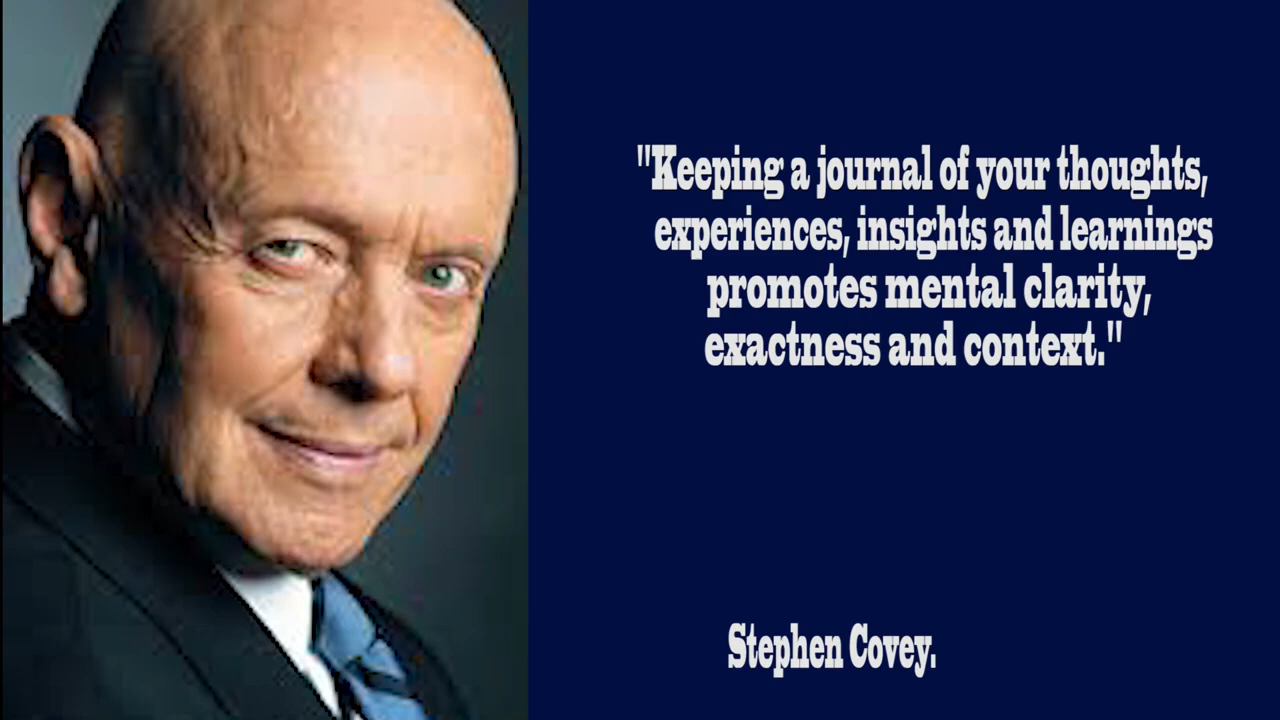 "Keeping a journal of your thoughts,
experiences, insights and learnings
promotes mental clarity,
exactness and context."
Stephen Covey.